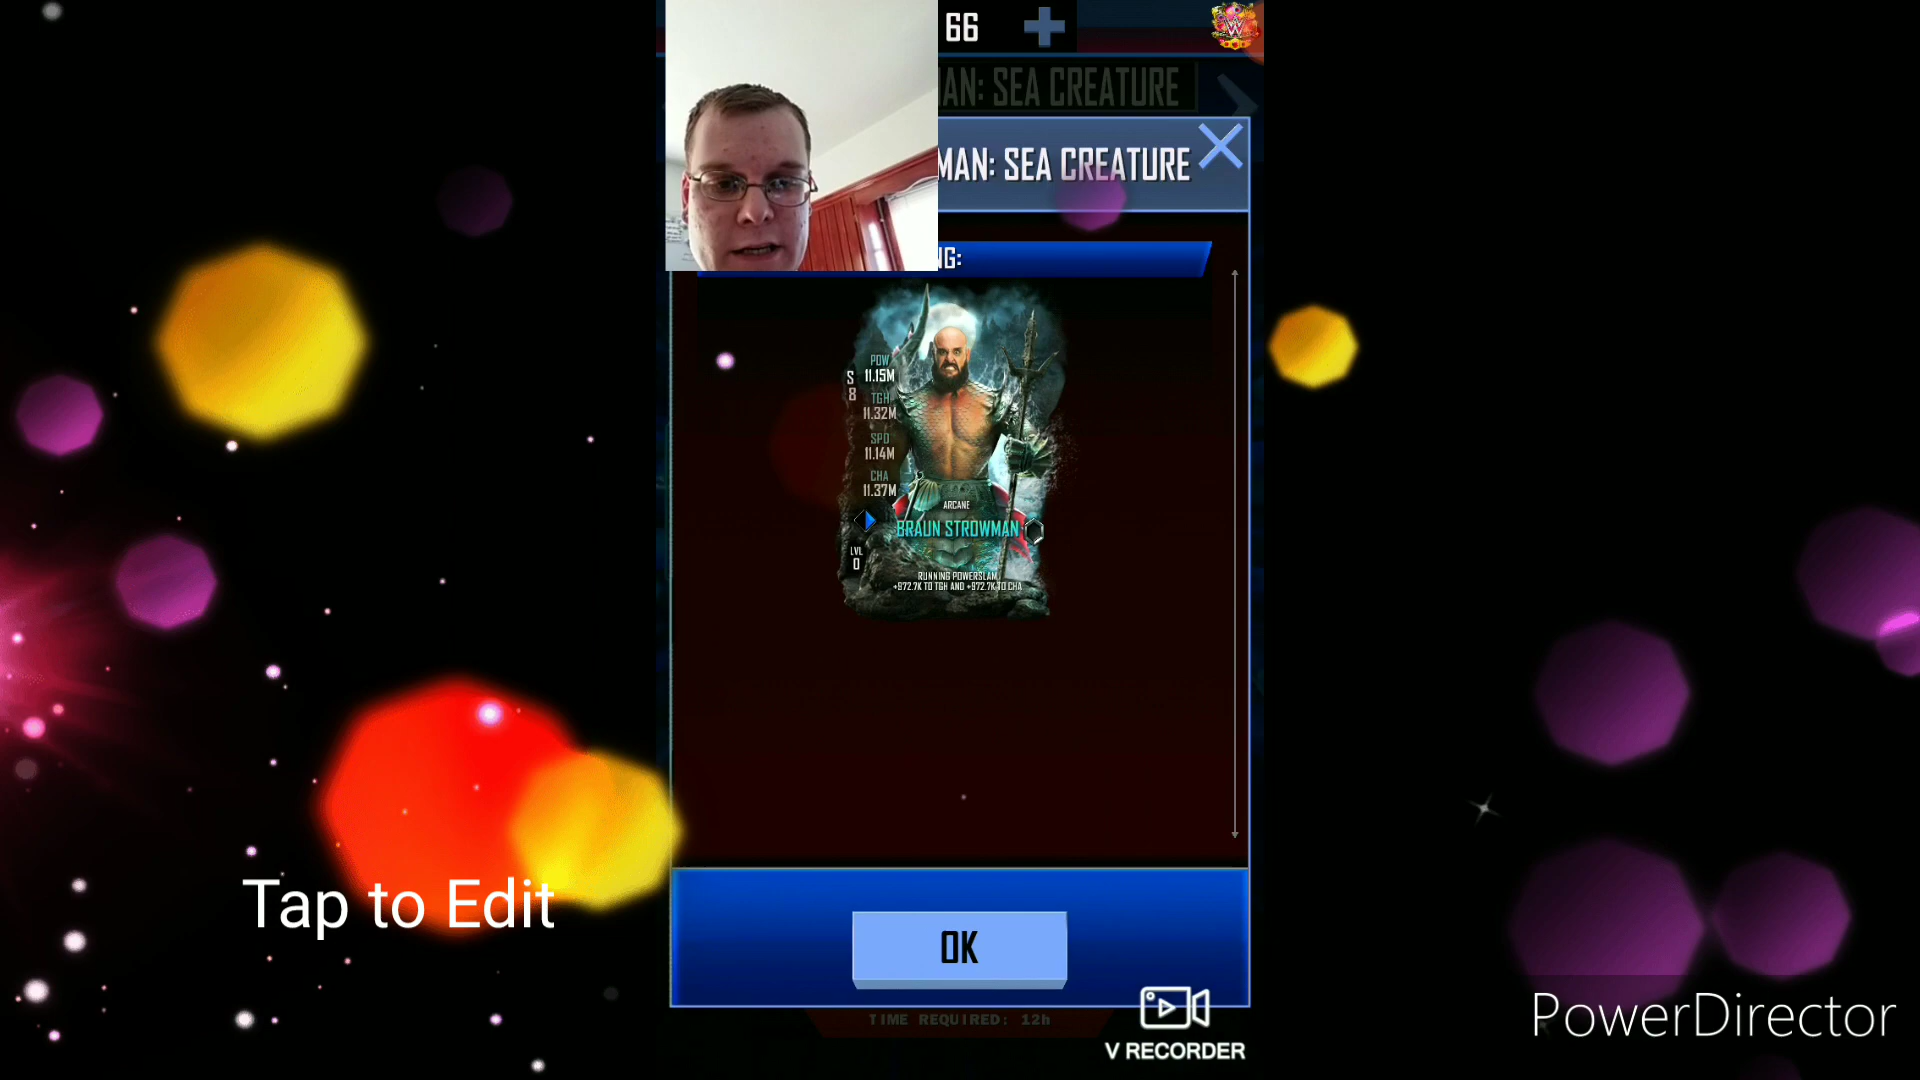 66
MAN: SEA CREATURE
MAN: SEA CREATURE
NG:
POW
11.15M
S
8
TGH
11.32M
SPD
11.14M
CHA
11.37M
ARCANE
BRAUN STROWMAN
LVL
0
RUNNING POWERSLAM
+972.7K TO TGH AND +972.7K TO CHA
Tap to Edit
OK
TIME REQUIRED: 12h
V RECORDER
PowerDirector